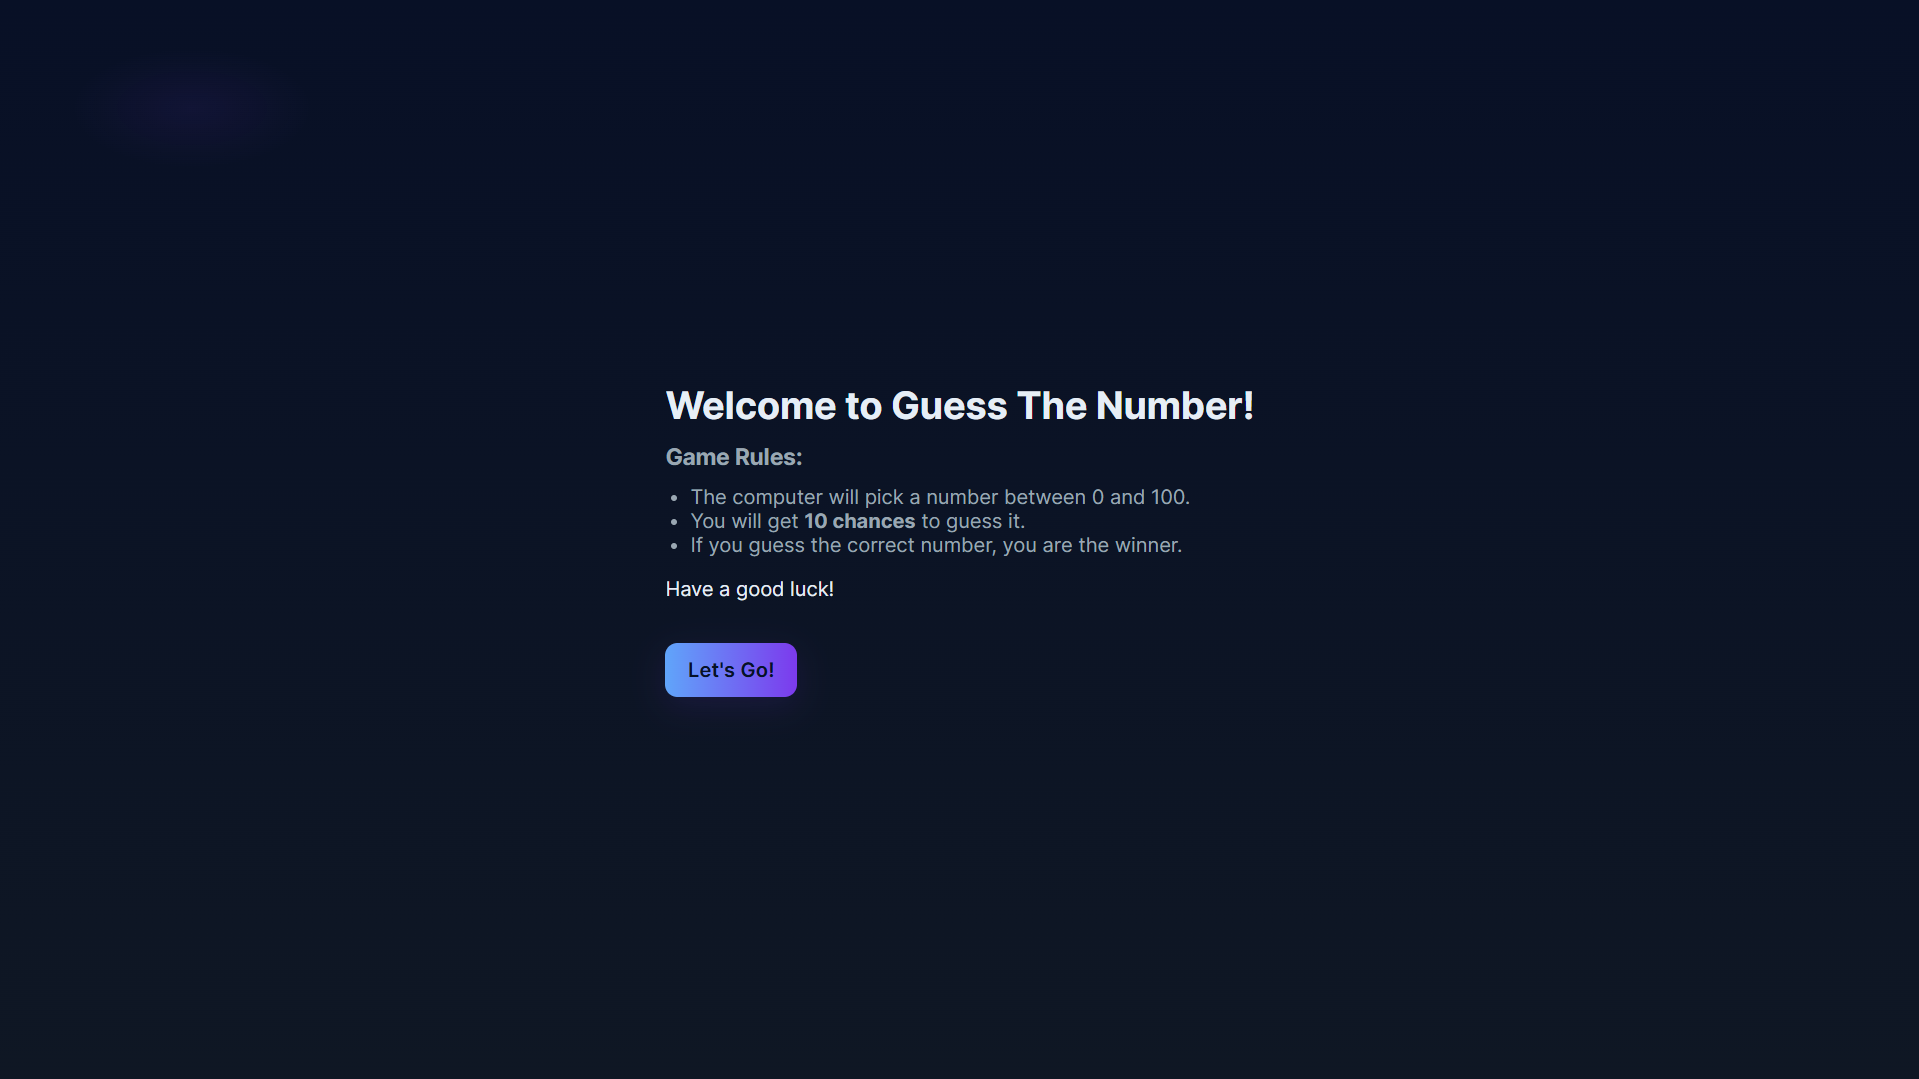 Welcome to Guess The Number!
Game Rules:
• The computer will pick a number between 0 and 100.
• You will get 10 chances to guess it.
• If you guess the correct number, you are the winner.
Have a good luck!
Let's Go!